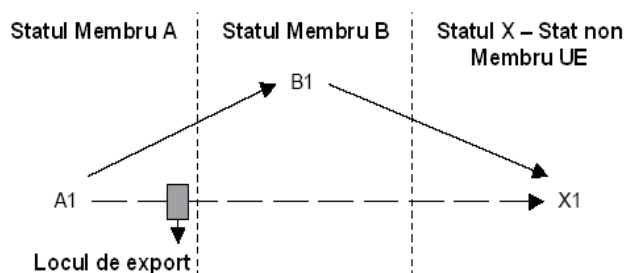 Statul Membru A
Statul Membru B
Statul X – Stat non
Membru UE
B1
A1
X1
Locul de export